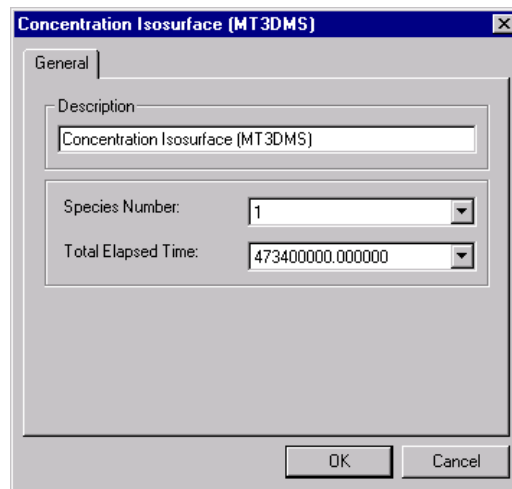 Concentration Isosurface (MT3DMS)
General
Description
Concentration Isosurface (MT3DMS)
Species Number:
1
Total Elapsed Time:
473400000.000000
OK
Cancel